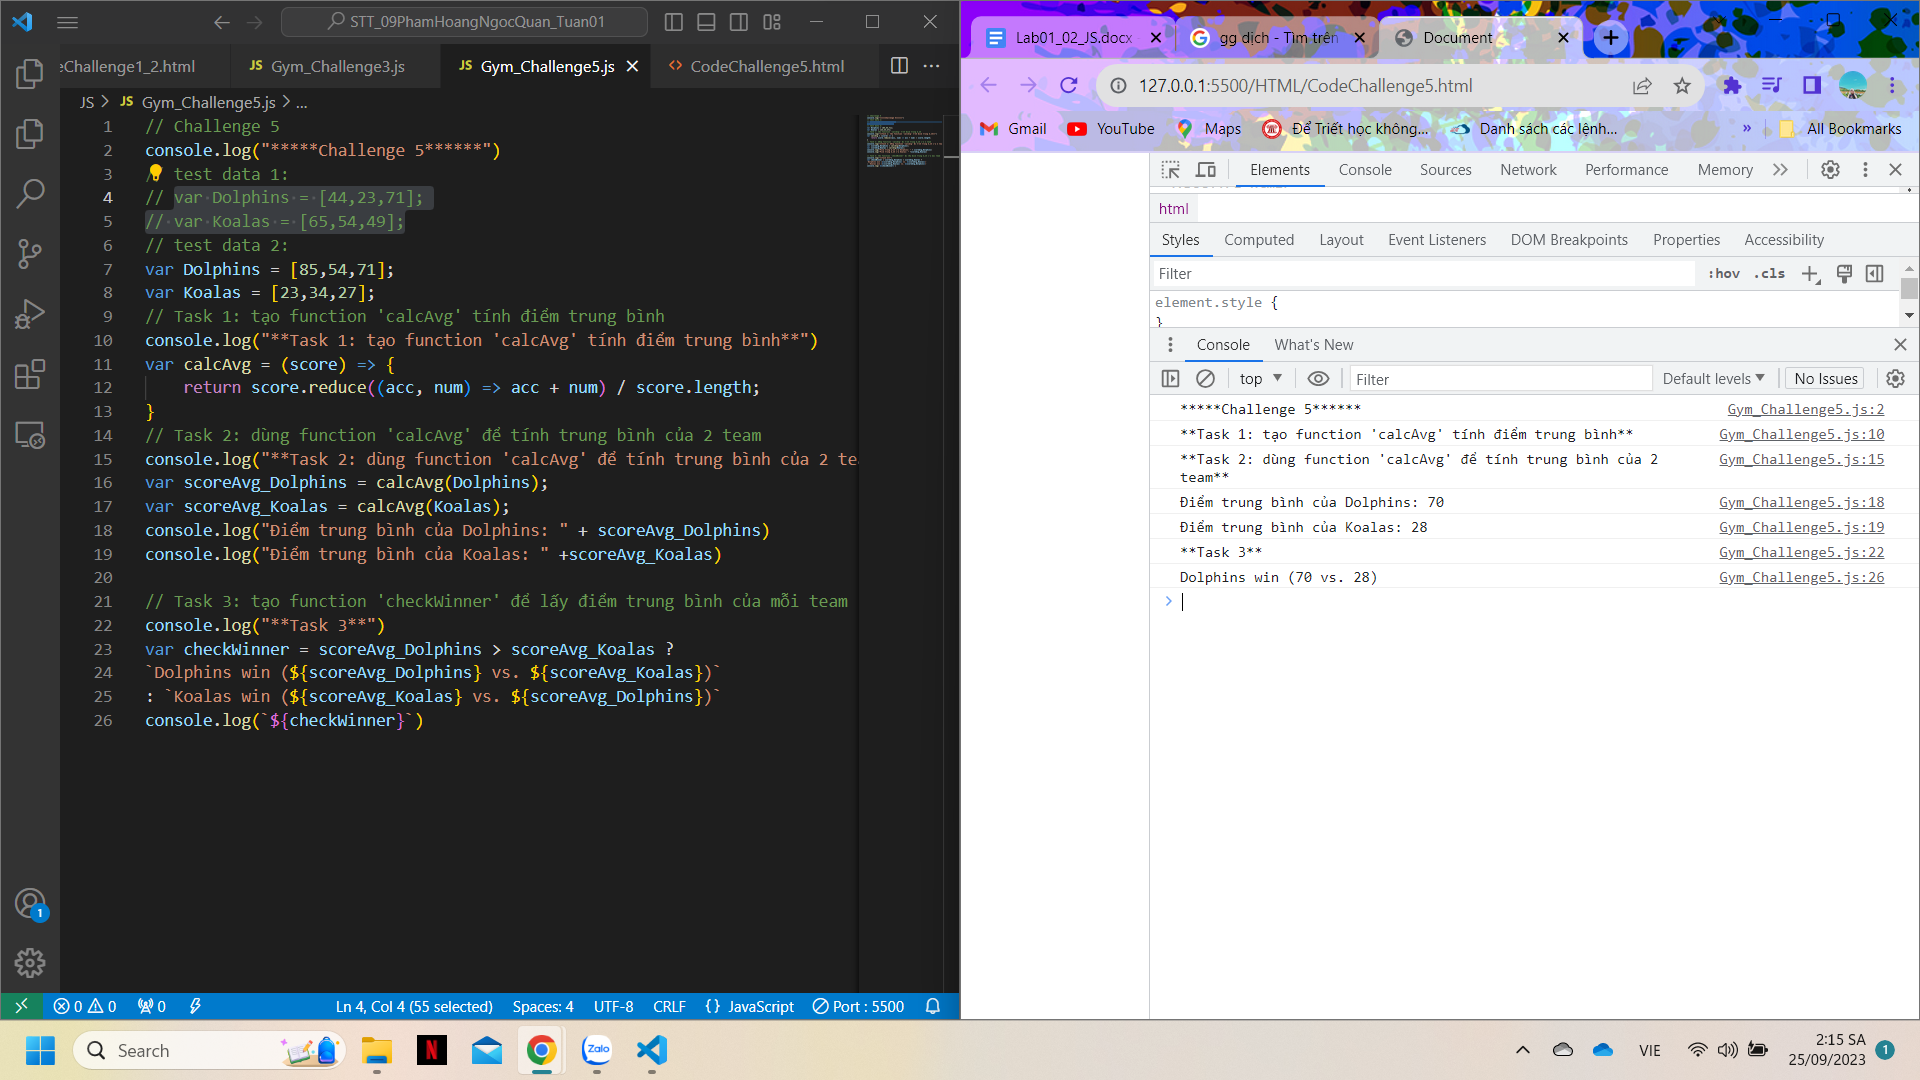 STT_09PhamHoangNgocQuan_Tuan01
eChallenge1_2.html
JS Gym_Challenge3.js
JS Gym_Challenge5.js
<> CodeChallenge5.html
JS > JS Gym_Challenge5.js > ...
1 // Challenge 5
2 console.log("*****Challenge 5******")
3 / test data 1:
4 // var Dolphins = [44,23,71];
5 // var Koalas = [65,54,49];
6 // test data 2:
7 var Dolphins = [85,54,71];
8 var Koalas = [23,34,27];
9 // Task 1: tạo function 'calcAvg' tính điểm trung bình
10 console.log("**Task 1: tạo function 'calcAvg' tính điểm trung bình**")
11 var calcAvg = (score) => {
12 return score.reduce((acc, num) => acc + num) / score.length;
13 }
14 // Task 2: dùng function 'calcAvg' để tính trung bình của 2 team
15 console.log("**Task 2: dùng function 'calcAvg' để tính trung bình của 2 te
16 var scoreAvg_Dolphins = calcAvg(Dolphins);
17 var scoreAvg_Koalas = calcAvg(Koalas);
18 console.log("Điểm trung bình của Dolphins: " + scoreAvg_Dolphins)
19 console.log("Điểm trung bình của Koalas: " +scoreAvg_Koalas)
20
21 // Task 3: tạo function 'checkWinner' để lấy điểm trung bình của mỗi team
22 console.log("**Task 3**")
23 var checkWinner = scoreAvg_Dolphins > scoreAvg_Koalas ?
24 `Dolphins win (${scoreAvg_Dolphins} vs. ${scoreAvg_Koalas})`
25 : `Koalas win (${scoreAvg_Koalas} vs. ${scoreAvg_Dolphins})`
26 console.log(`${checkWinner}`)
1
0 0 0
Ln 4, Col 4 (55 selected)
Spaces: 4
UTF-8
CRLF
{} JavaScript
Port : 5500
Lab01_02_JS.docx
gg dịch - Tìm trên
Document
127.0.0.1:5500/HTML/CodeChallenge5.html
Gmail
YouTube
Maps
Để Triết học không...
Danh sách các lệnh...
»
All Bookmarks
Elements Console Sources Network Performance Memory
html
Styles Computed Layout Event Listeners DOM Breakpoints Properties Accessibility
Filter
:hov .cls
element.style {
}
Console What's New
top
Filter
Default levels
No Issues
*****Challenge 5****** Gym_Challenge5.js:2
**Task 1: tạo function 'calcAvg' tính điểm trung bình** Gym_Challenge5.js:10
**Task 2: dùng function 'calcAvg' để tính trung bình của 2 Gym_Challenge5.js:15
team**
Điểm trung bình của Dolphins: 70 Gym_Challenge5.js:18
Điểm trung bình của Koalas: 28 Gym_Challenge5.js:19
**Task 3** Gym_Challenge5.js:22
Dolphins win (70 vs. 28) Gym_Challenge5.js:26
>
Search
N
Zalo
VIE
2:15 SA
25/09/2023
1